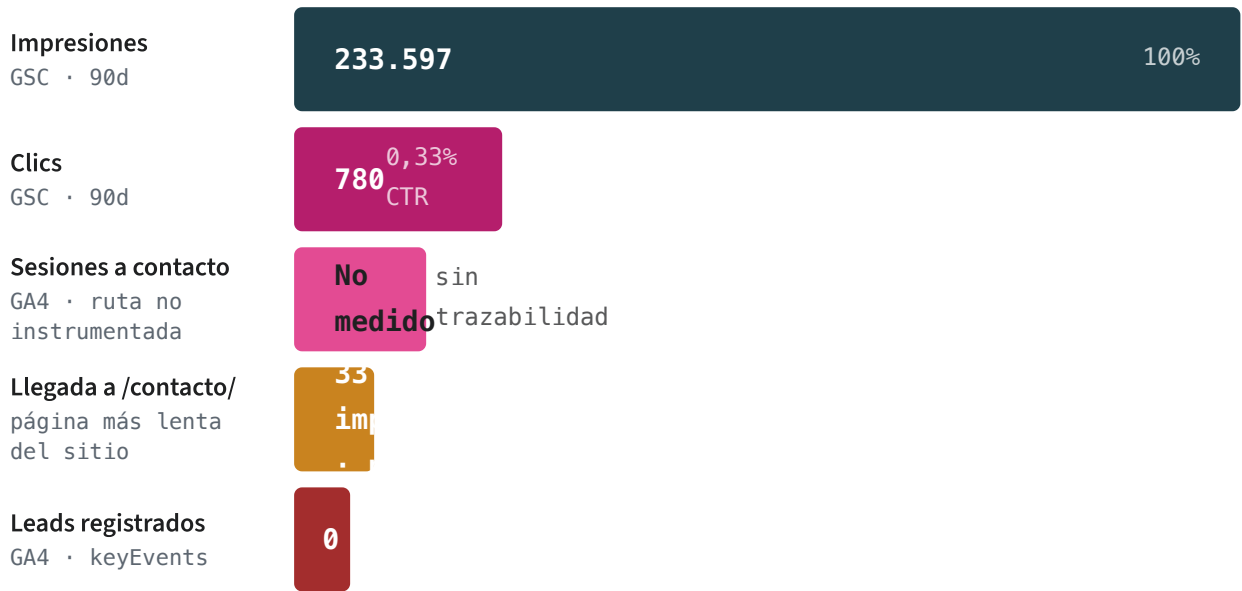 Impresiones
GSC · 90d
233.597
100%
Clics
GSC · 90d
780
0,33%
CTR
Sesiones a contacto
GA4 · ruta no
instrumentada
No
medido
sin
trazabilidad
Llegada a /contacto/
página más lenta
del sitio
33
Leads registrados
GA4 · keyEvents
0